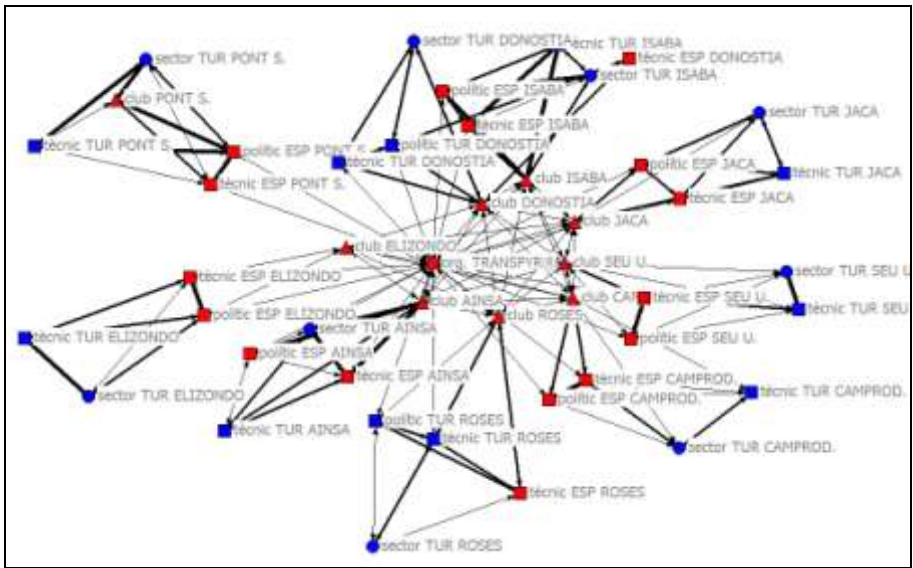 sector TUR DONOSTIA
tècnic TUR ISABA
sector TUR PONT S.
tècnic ESP DONOSTIA
sector TUR ISABA
polític ESP ISABA
club PONT S.
sector TUR JACA
tècnic ESP ISABA
tècnic TUR PONT S.
polític ESP PONT S.
polític TUR DONOSTIA
tècnic TUR DONOSTIA
polític ESP JACA
tècnic TUR JACA
tècnic ESP PONT S.
club ISABA
tècnic ESP JACA
club DONOSTIA
club JACA
club ELIZONDO
org. TRANSPYR
club SEU U.
tècnic ESP ELIZONDO
sector TUR SEU U.
club AINSA
club CAM
tècnic ESP SEU U.
tècnic TUR SEU
polític ESP ELIZONDO
club ROSES
sector TUR AINSA
tècnic TUR ELIZONDO
polític ESP SEU U.
polític ESP AINSA
tècnic ESP AINSA
tècnic ESP CAMPROD.
sector TUR ELIZONDO
polític ESP CAMPROD.
tècnic TUR CAMPROD.
polític TUR ROSES
tècnic TUR AINSA
tècnic TUR ROSES
sector TUR CAMPROD.
tècnic ESP ROSES
sector TUR ROSES